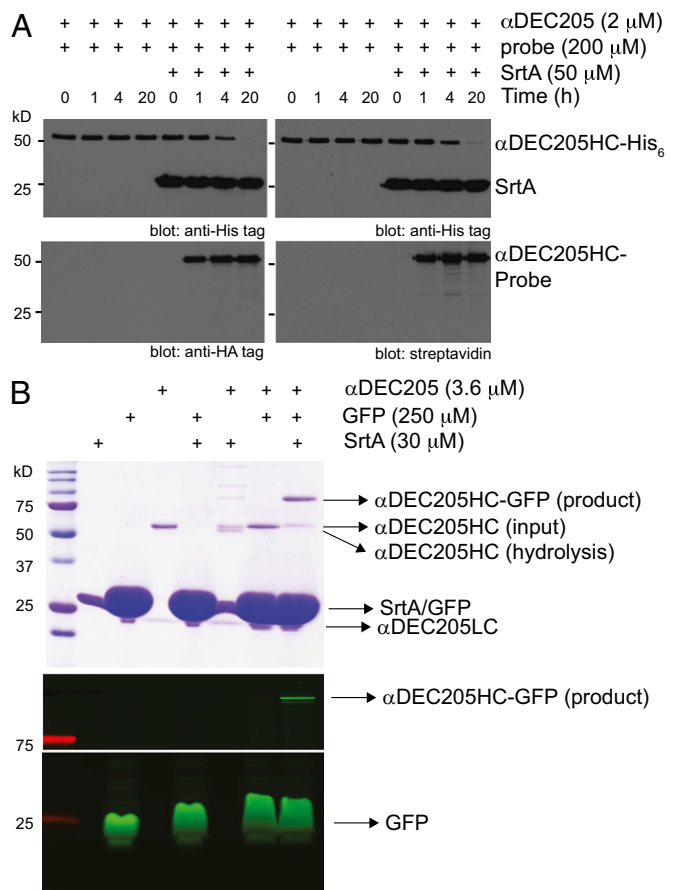 A
+ + + + + + + + + + + + + + + + αDEC205 (2 μM)
+ + + + + + + + + + + + + + + + probe (200 μM)
+ + + + + + + + SrtA (50 μM)
0 1 4 20 0 1 4 20 0 1 4 20 0 1 4 20 Time (h)
kD
50
αDEC205HC-His₆
25
SrtA
blot: anti-His tag blot: anti-His tag
50
αDEC205HC-
Probe
25
blot: anti-HA tag blot: streptavidin
B
+ + + + αDEC205 (3.6 μM)
+ + + + GFP (250 μM)
+ + + + SrtA (30 μM)
kD
75
αDEC205HC-GFP (product)
50
αDEC205HC (input)
αDEC205HC (hydrolysis)
37
25
SrtA/GFP
αDEC205LC
αDEC205HC-GFP (product)
75
25
GFP